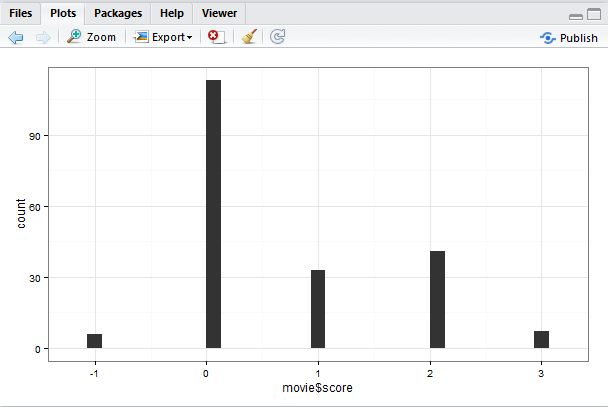 Files Plots Packages Help Viewer
Zoom Export Publish
90
60
30
0
count
-1 0 1 2 3
movie$score